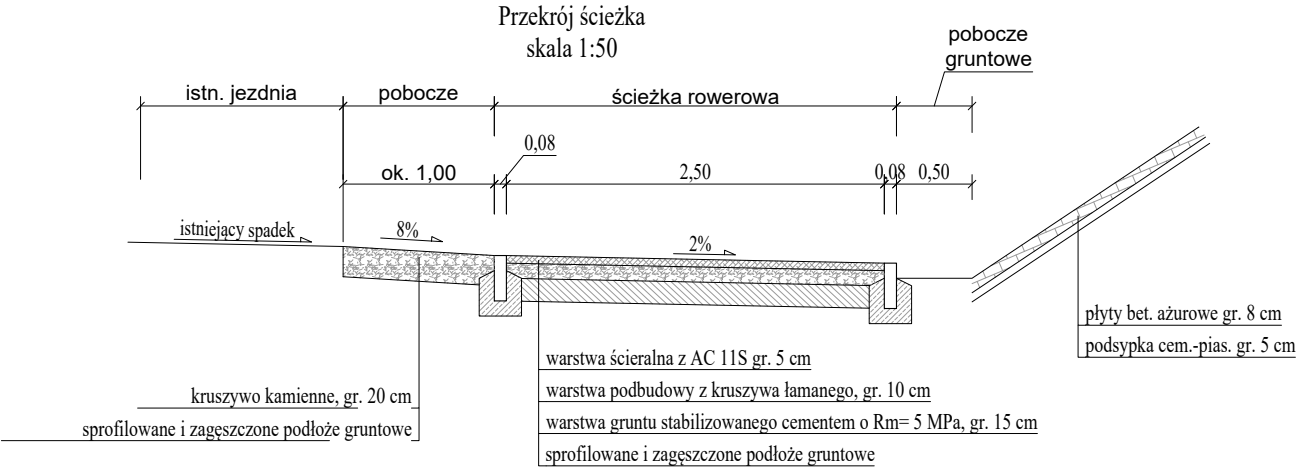 Przekrój ścieżka
skala 1:50
pobocze
gruntowe
istn. jezdnia
pobocze
ścieżka rowerowa
0,08
ok. 1,00
2,50
0,08
0,50
istniejący spadek
8%
2%
płyty bet. ażurowe gr. 8 cm
podsypka cem.-pias. gr. 5 cm
warstwa ścieralna z AC 11S gr. 5 cm
kruszywo kamienne, gr. 20 cm
warstwa podbudowy z kruszywa łamanego, gr. 10 cm
sprofilowane i zagęszczone podłoże gruntowe
warstwa gruntu stabilizowanego cementem o Rm= 5 MPa, gr. 15 cm
sprofilowane i zagęszczone podłoże gruntowe